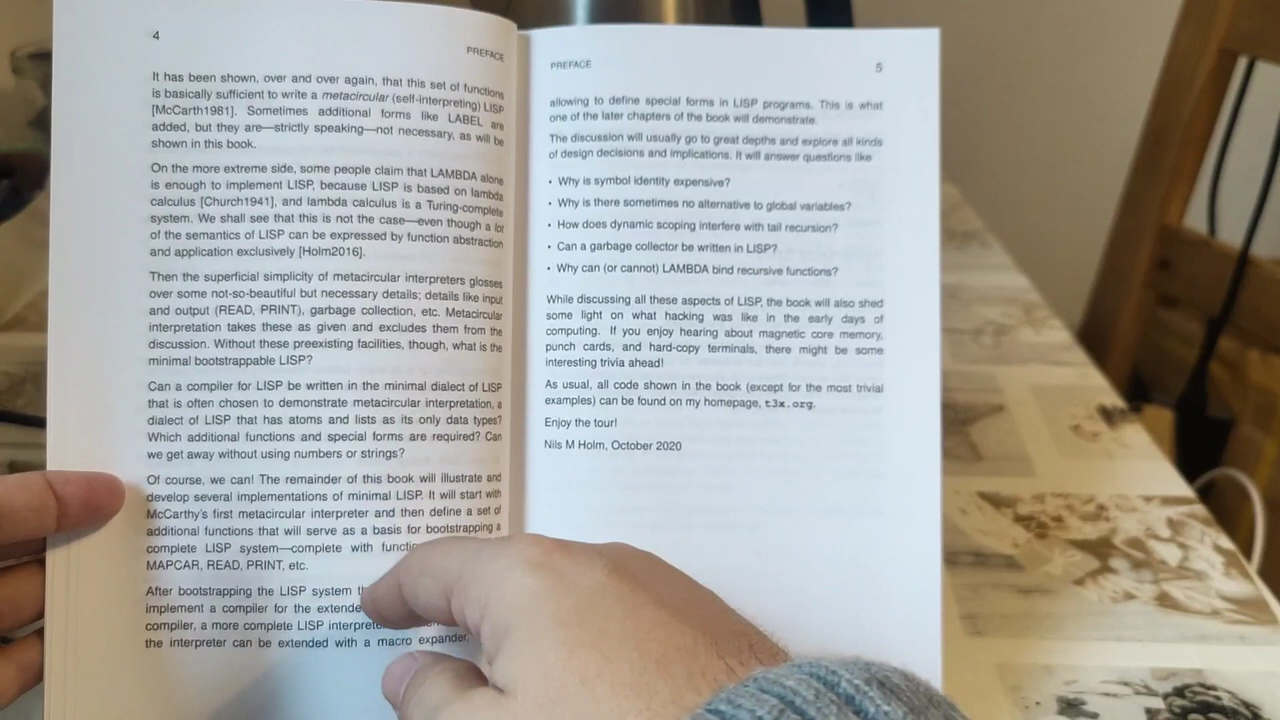 4
PREFACE
It has been shown, over and over again, that this set of functions
is basically sufficient to write a metacircular (self-interpreting) LISP
[McCarth1981]. Sometimes additional forms like LABEL are
added, but they are—strictly speaking—not necessary, as will be
shown in this book.
On the more extreme side, some people claim that LAMBDA alone
is enough to implement LISP, because LISP is based on lambda
calculus [Church1941], and lambda calculus is a Turing-complete
system. We shall see that this is not the case—even though a lot
of the semantics of LISP can be expressed by function abstraction
and application exclusively [Holm2016].
Then the superficial simplicity of metacircular interpreters glosses
over some not-so-beautiful but necessary details; details like input
and output (READ, PRINT), garbage collection, etc. Metacircular
interpretation takes these as given and excludes them from the
discussion. Without these preexisting facilities, though, what is the
minimal bootstrappable LISP?
Can a compiler for LISP be written in the minimal dialect of LISP
that is often chosen to demonstrate metacircular interpretation, a
dialect of LISP that has atoms and lists as its only data types?
Which additional functions and special forms are required? Can
we get away without using numbers or strings?
Of course, we can! The remainder of this book will illustrate and
develop several implementations of minimal LISP. It will start with
McCarthy's first metacircular interpreter and then define a set of
additional functions that will serve as a basis for bootstrapping a
complete LISP system—complete with
MAPCAR, READ, PRINT, etc.
After bootstrapping the LISP system
implement a compiler for the
compiler, a more complete LISP
the interpreter can be extended with a macro expander,
PREFACE
5
allowing to define special forms in LISP programs. This is what
one of the later chapters of the book will demonstrate.
The discussion will usually go to great depths and explore all kinds
of design decisions and implications. It will answer questions like
• Why is symbol identity expensive?
• Why is there sometimes no alternative to global variables?
• How does dynamic scoping interfere with tail recursion?
• Can a garbage collector be written in LISP?
• Why can (or cannot) LAMBDA bind recursive functions?
While discussing all these aspects of LISP, the book will also shed
some light on what hacking was like in the early days of
computing. If you enjoy hearing about magnetic core memory,
punch cards, and hard-copy terminals, there might be some
interesting trivia ahead!
As usual, all code shown in the book (except for the most trivial
examples) can be found on my homepage, t3x.org.
Enjoy the tour!
Nils M Holm, October 2020